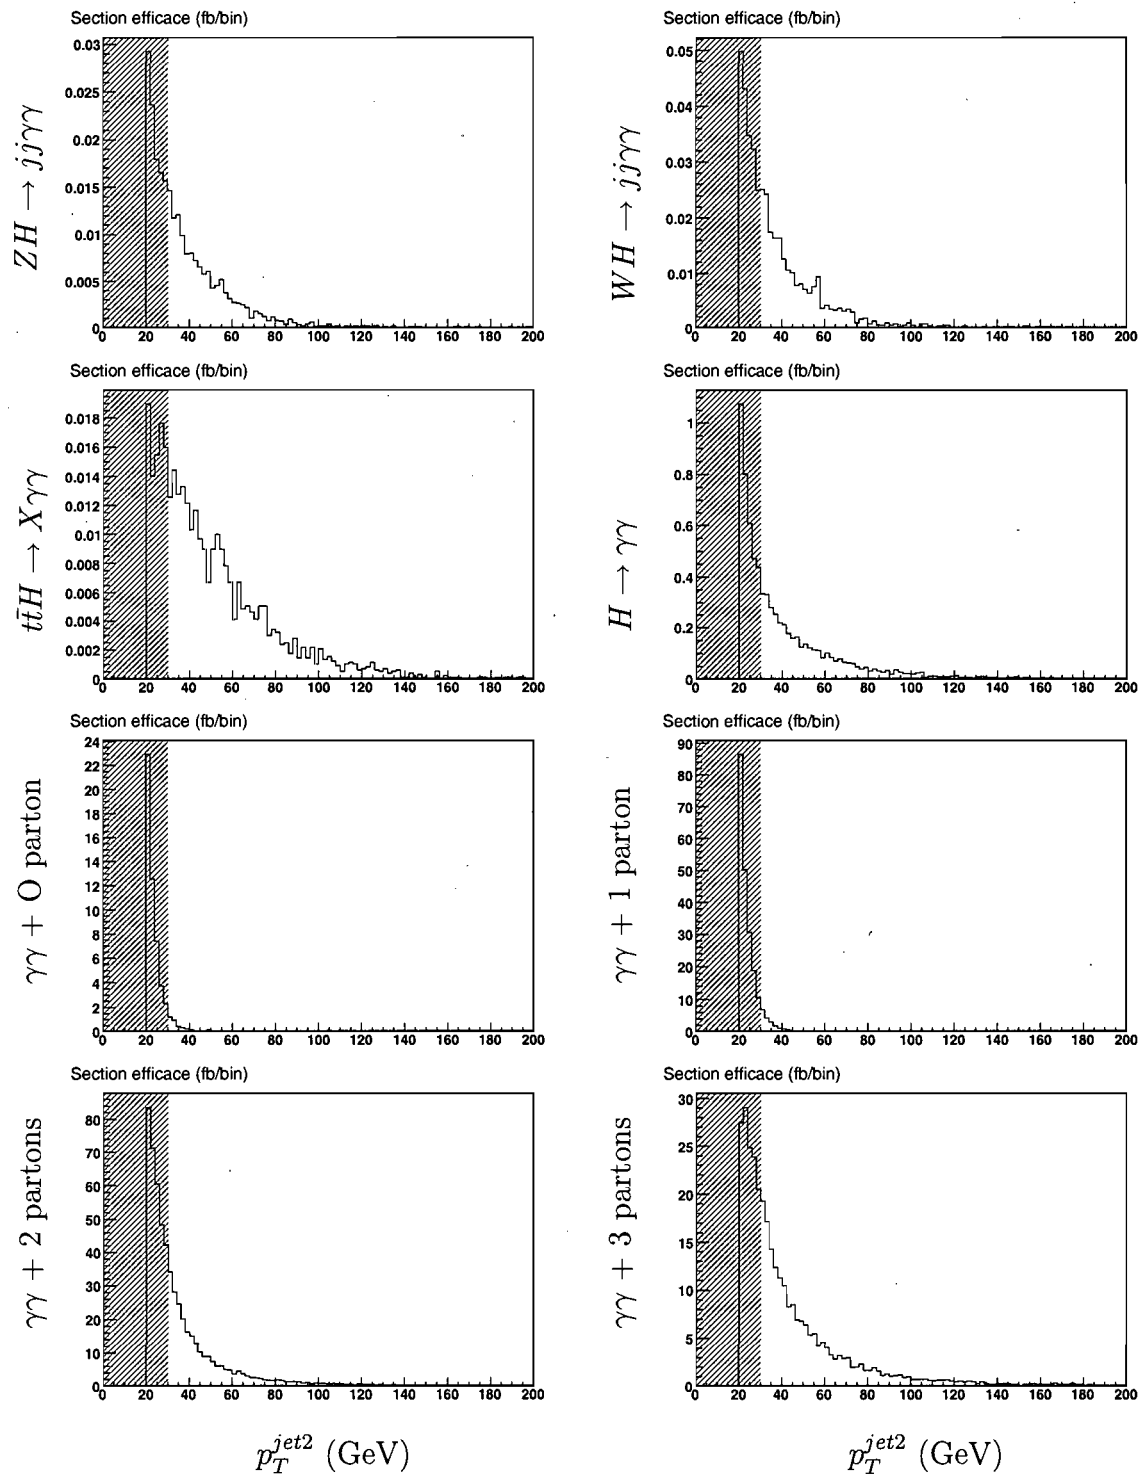 Section efficace (fb/bin)
ZH → jjγγ
0.03
0.025
0.02
0.015
0.01
0.005
0
0 20 40 60 80 100 120 140 160 180 200
Section efficace (fb/bin)
WH → jjγγ
0.05
0.04
0.03
0.02
0.01
0
0 20 40 60 80 100 120 140 160 180 200
Section efficace (fb/bin)
tt̄H → Xγγ
0.018
0.016
0.014
0.012
0.01
0.008
0.006
0.004
0.002
0
0 20 40 60 80 100 120 140 160 180 200
Section efficace (fb/bin)
H → γγ
1
0.8
0.6
0.4
0.2
0
0 20 40 60 80 100 120 140 160 180 200
Section efficace (fb/bin)
γγ + O parton
24
22
20
18
16
14
12
10
8
6
4
2
0
0 20 40 60 80 100 120 140 160 180 200
Section efficace (fb/bin)
γγ + 1 parton
90
80
70
60
50
40
30
20
10
0
0 20 40 60 80 100 120 140 160 180 200
Section efficace (fb/bin)
γγ + 2 partons
80
70
60
50
40
30
20
10
0
0 20 40 60 80 100 120 140 160 180 200
p_T^{jet2} (GeV)
Section efficace (fb/bin)
γγ + 3 partons
30
25
20
15
10
5
0
0 20 40 60 80 100 120 140 160 180 200
p_T^{jet2} (GeV)